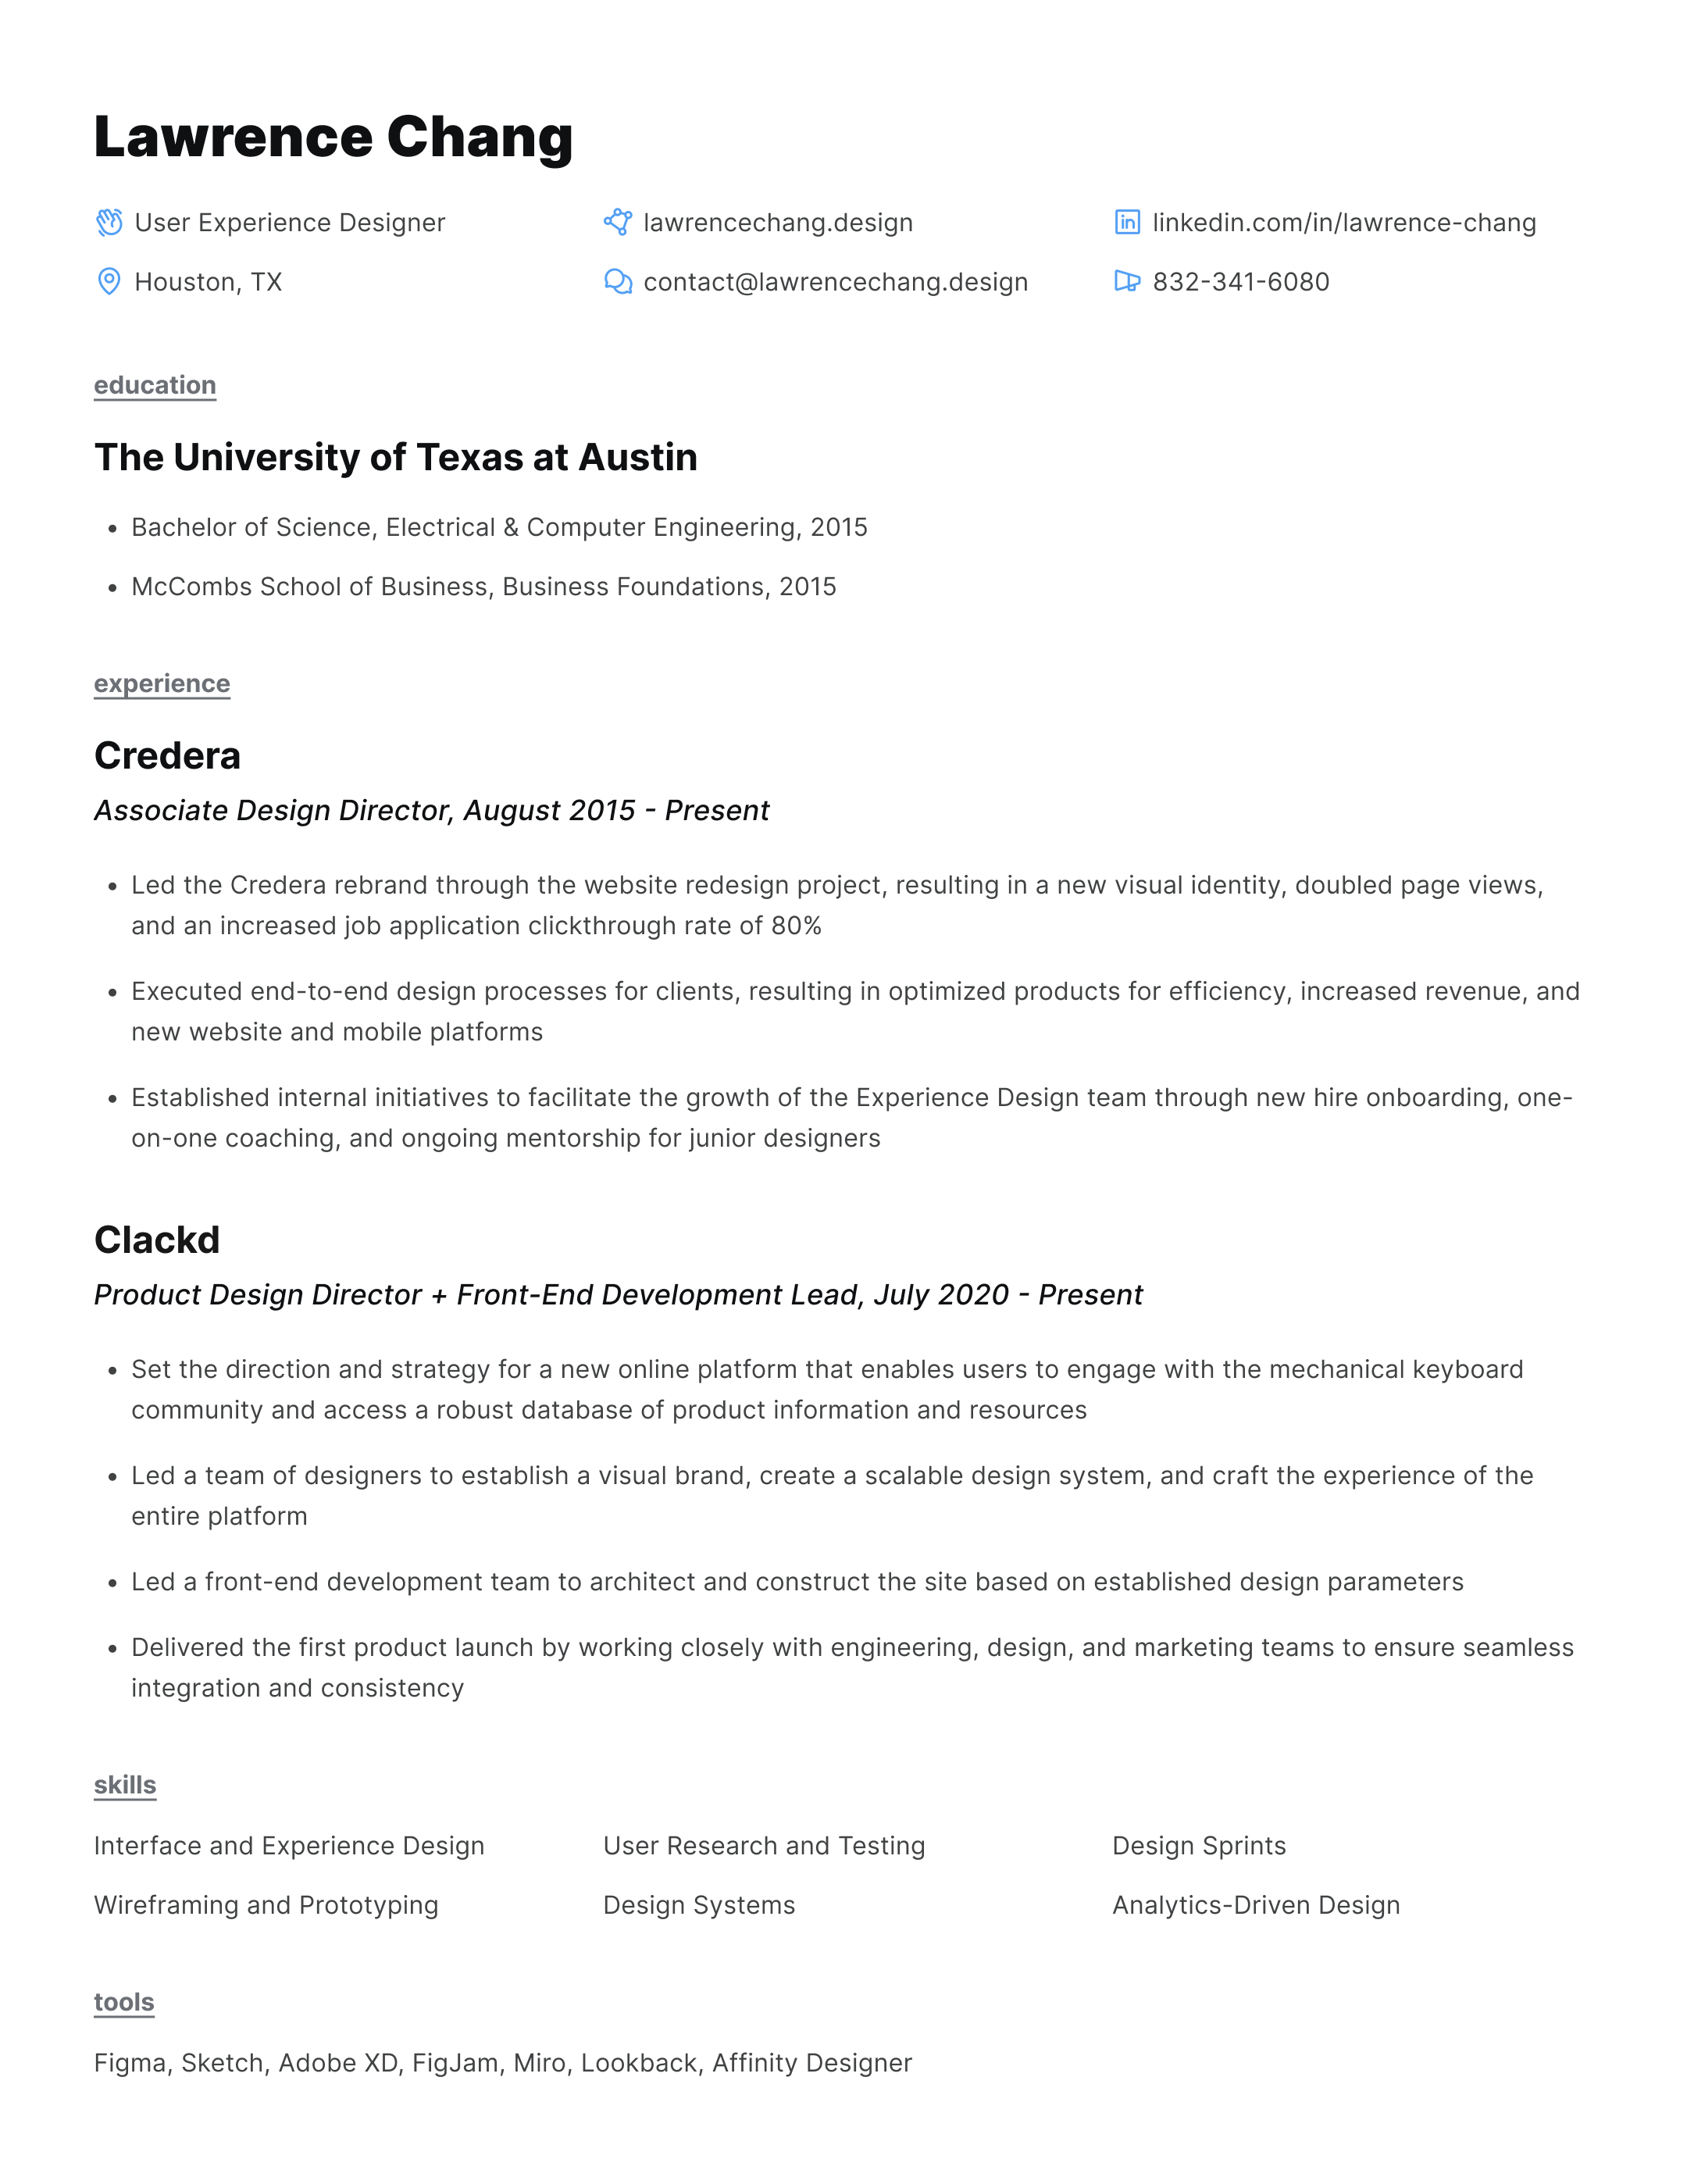 Lawrence Chang
User Experience Designer
lawrencechang.design
linkedin.com/in/lawrence-chang
Houston, TX
contact@lawrencechang.design
832-341-6080
education
The University of Texas at Austin
• Bachelor of Science, Electrical & Computer Engineering, 2015
• McCombs School of Business, Business Foundations, 2015
experience
Credera
Associate Design Director, August 2015 - Present
• Led the Credera rebrand through the website redesign project, resulting in a new visual identity, doubled page views,
and an increased job application clickthrough rate of 80%
• Executed end-to-end design processes for clients, resulting in optimized products for efficiency, increased revenue, and
new website and mobile platforms
• Established internal initiatives to facilitate the growth of the Experience Design team through new hire onboarding, one-
on-one coaching, and ongoing mentorship for junior designers
Clackd
Product Design Director + Front-End Development Lead, July 2020 - Present
• Set the direction and strategy for a new online platform that enables users to engage with the mechanical keyboard
community and access a robust database of product information and resources
• Led a team of designers to establish a visual brand, create a scalable design system, and craft the experience of the
entire platform
• Led a front-end development team to architect and construct the site based on established design parameters
• Delivered the first product launch by working closely with engineering, design, and marketing teams to ensure seamless
integration and consistency
skills
Interface and Experience Design
User Research and Testing
Design Sprints
Wireframing and Prototyping
Design Systems
Analytics-Driven Design
tools
Figma, Sketch, Adobe XD, FigJam, Miro, Lookback, Affinity Designer